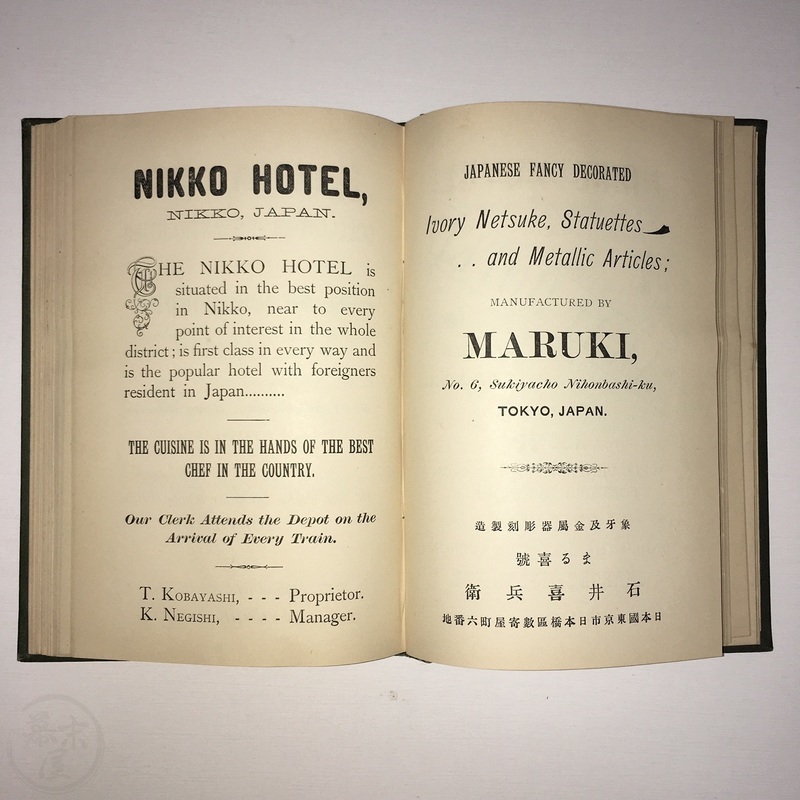 NIKKO HOTEL,
NIKKO, JAPAN.
THE NIKKO HOTEL is
situated in the best position
in Nikko, near to every
point of interest in the whole
district; is first class in every way and
is the popular hotel with foreigners
resident in Japan..........
THE CUISINE IS IN THE HANDS OF THE BEST
CHEF IN THE COUNTRY.
Our Clerk Attends the Depot on the
Arrival of Every Train.
T. KOBAYASHI, - - - Proprietor.
K. NEGISHI, - - - - Manager.
JAPANESE FANCY DECORATED
Ivory Netsuke, Statuettes
. . and Metallic Articles;
MANUFACTURED BY
MARUKI,
No. 6, Sukiyacho Nihonbashi-ku,
TOKYO, JAPAN.
象牙及金屬器彫刻製造
まる喜號
石井喜兵衛
日本國東京市日本橋區數寄屋町六番地
幕末屋